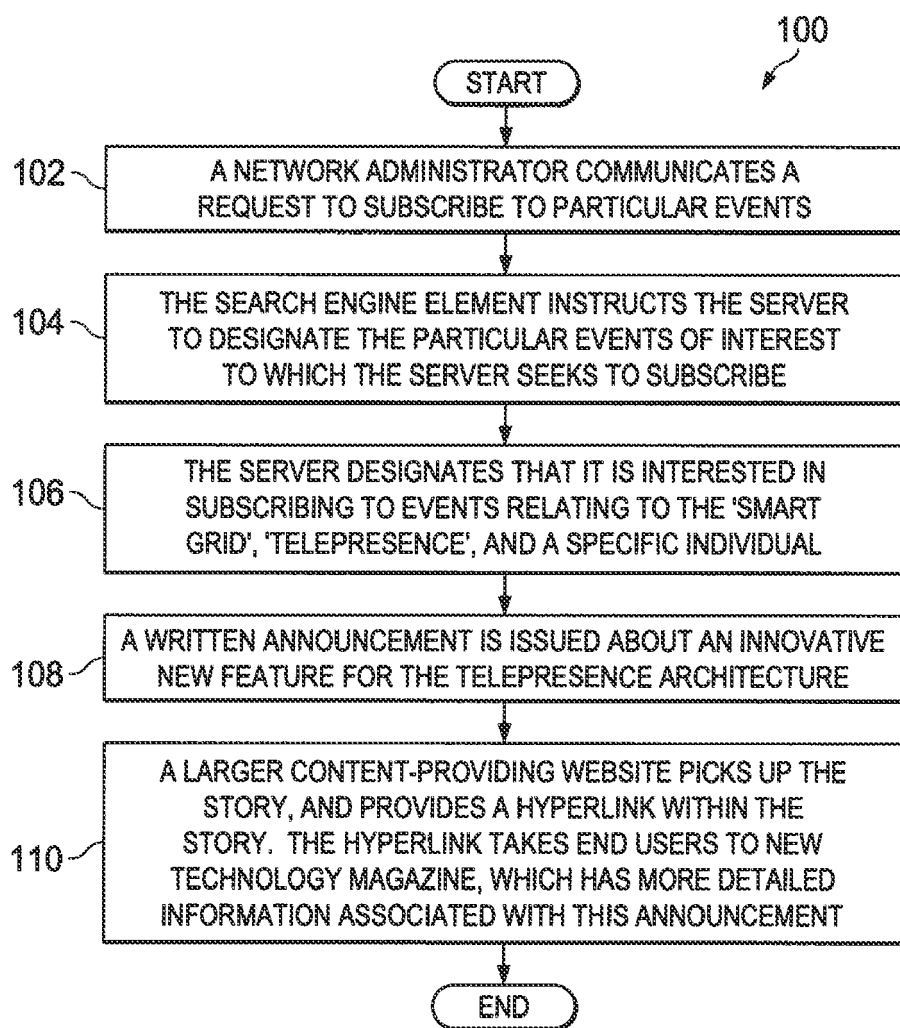 100
START
102
A NETWORK ADMINISTRATOR COMMUNICATES A
REQUEST TO SUBSCRIBE TO PARTICULAR EVENTS
104
THE SEARCH ENGINE ELEMENT INSTRUCTS THE SERVER
TO DESIGNATE THE PARTICULAR EVENTS OF INTEREST
TO WHICH THE SERVER SEEKS TO SUBSCRIBE
106
THE SERVER DESIGNATES THAT IT IS INTERESTED IN
SUBSCRIBING TO EVENTS RELATING TO THE 'SMART
GRID', 'TELEPRESENCE', AND A SPECIFIC INDIVIDUAL
108
A WRITTEN ANNOUNCEMENT IS ISSUED ABOUT AN INNOVATIVE
NEW FEATURE FOR THE TELEPRESENCE ARCHITECTURE
110
A LARGER CONTENT-PROVIDING WEBSITE PICKS UP THE
STORY, AND PROVIDES A HYPERLINK WITHIN THE
STORY. THE HYPERLINK TAKES END USERS TO NEW
TECHNOLOGY MAGAZINE, WHICH HAS MORE DETAILED
INFORMATION ASSOCIATED WITH THIS ANNOUNCEMENT
END